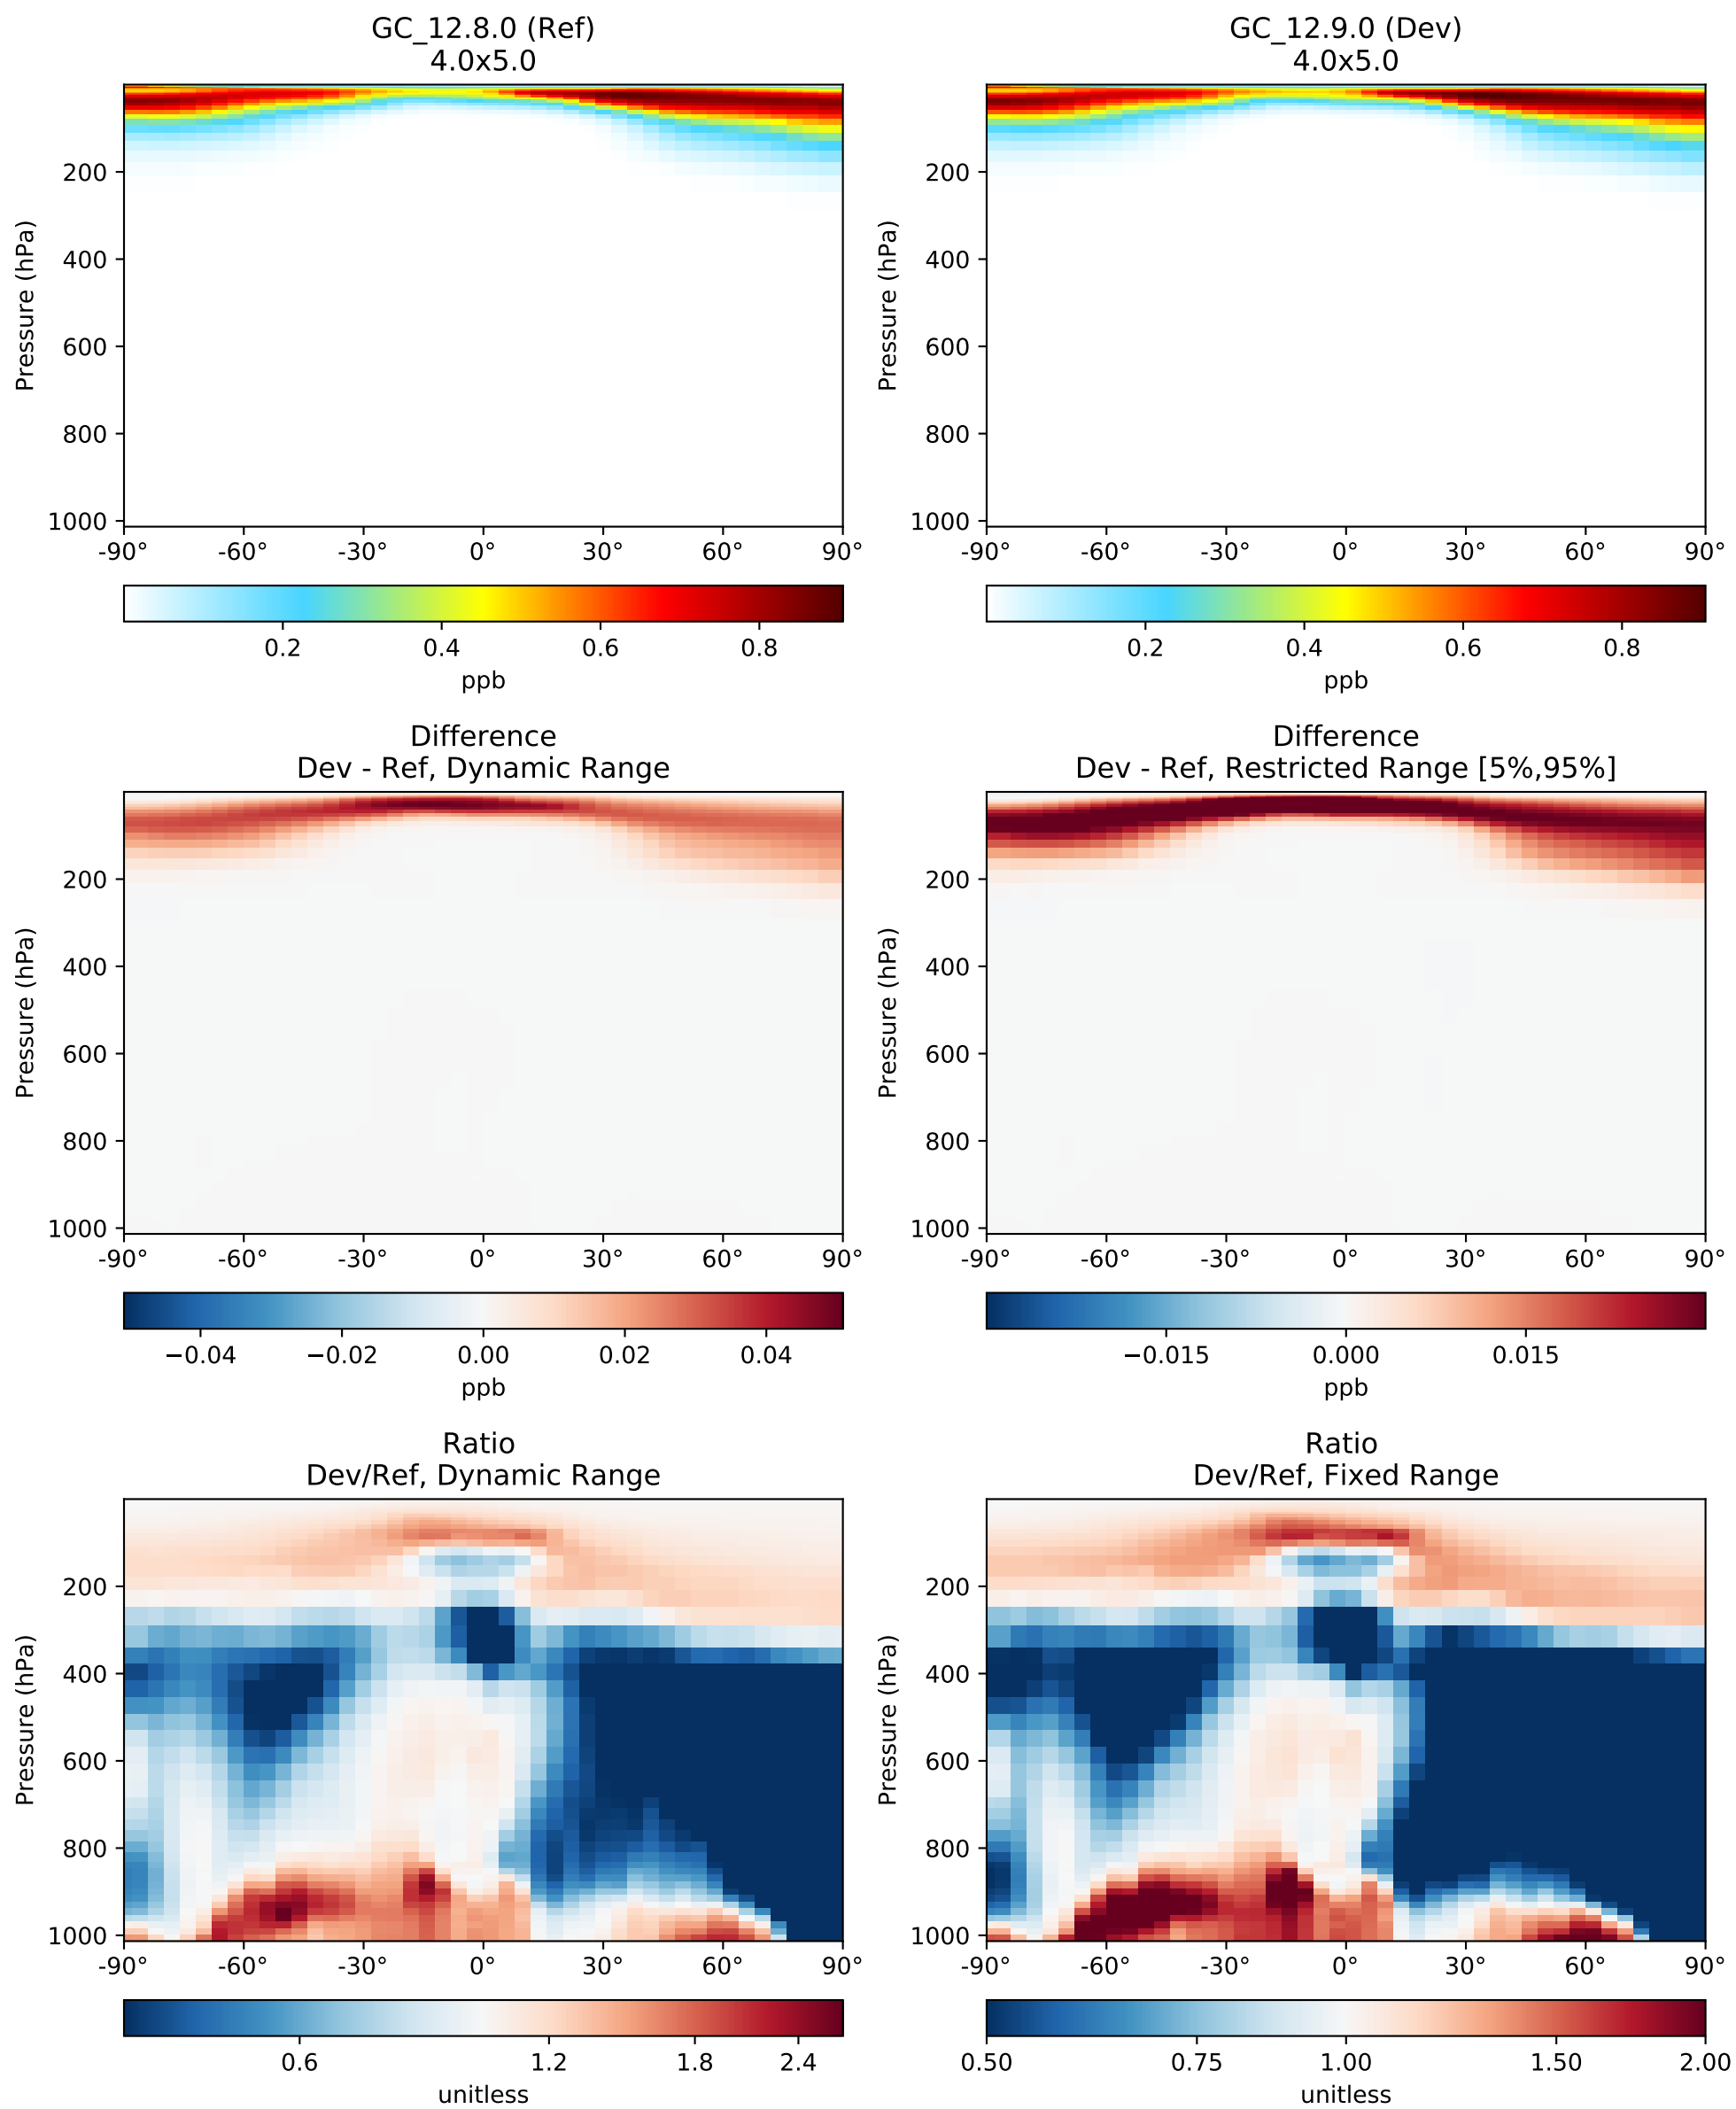 GC_12.8.0 (Ref)
4.0x5.0
Pressure (hPa)
200
400
600
800
1000
-90° -60° -30° 0° 30° 60° 90°
0.2 0.4 0.6 0.8
ppb
GC_12.9.0 (Dev)
4.0x5.0
Pressure (hPa)
200
400
600
800
1000
-90° -60° -30° 0° 30° 60° 90°
0.2 0.4 0.6 0.8
ppb
Difference
Dev - Ref, Dynamic Range
Pressure (hPa)
200
400
600
800
1000
-90° -60° -30° 0° 30° 60° 90°
−0.04 −0.02 0.00 0.02 0.04
ppb
Difference
Dev - Ref, Restricted Range [5%,95%]
Pressure (hPa)
200
400
600
800
1000
-90° -60° -30° 0° 30° 60° 90°
−0.015 0.000 0.015
ppb
Ratio
Dev/Ref, Dynamic Range
Pressure (hPa)
200
400
600
800
1000
-90° -60° -30° 0° 30° 60° 90°
0.6 1.2 1.8 2.4
unitless
Ratio
Dev/Ref, Fixed Range
Pressure (hPa)
200
400
600
800
1000
-90° -60° -30° 0° 30° 60° 90°
0.50 0.75 1.00 1.50 2.00
unitless